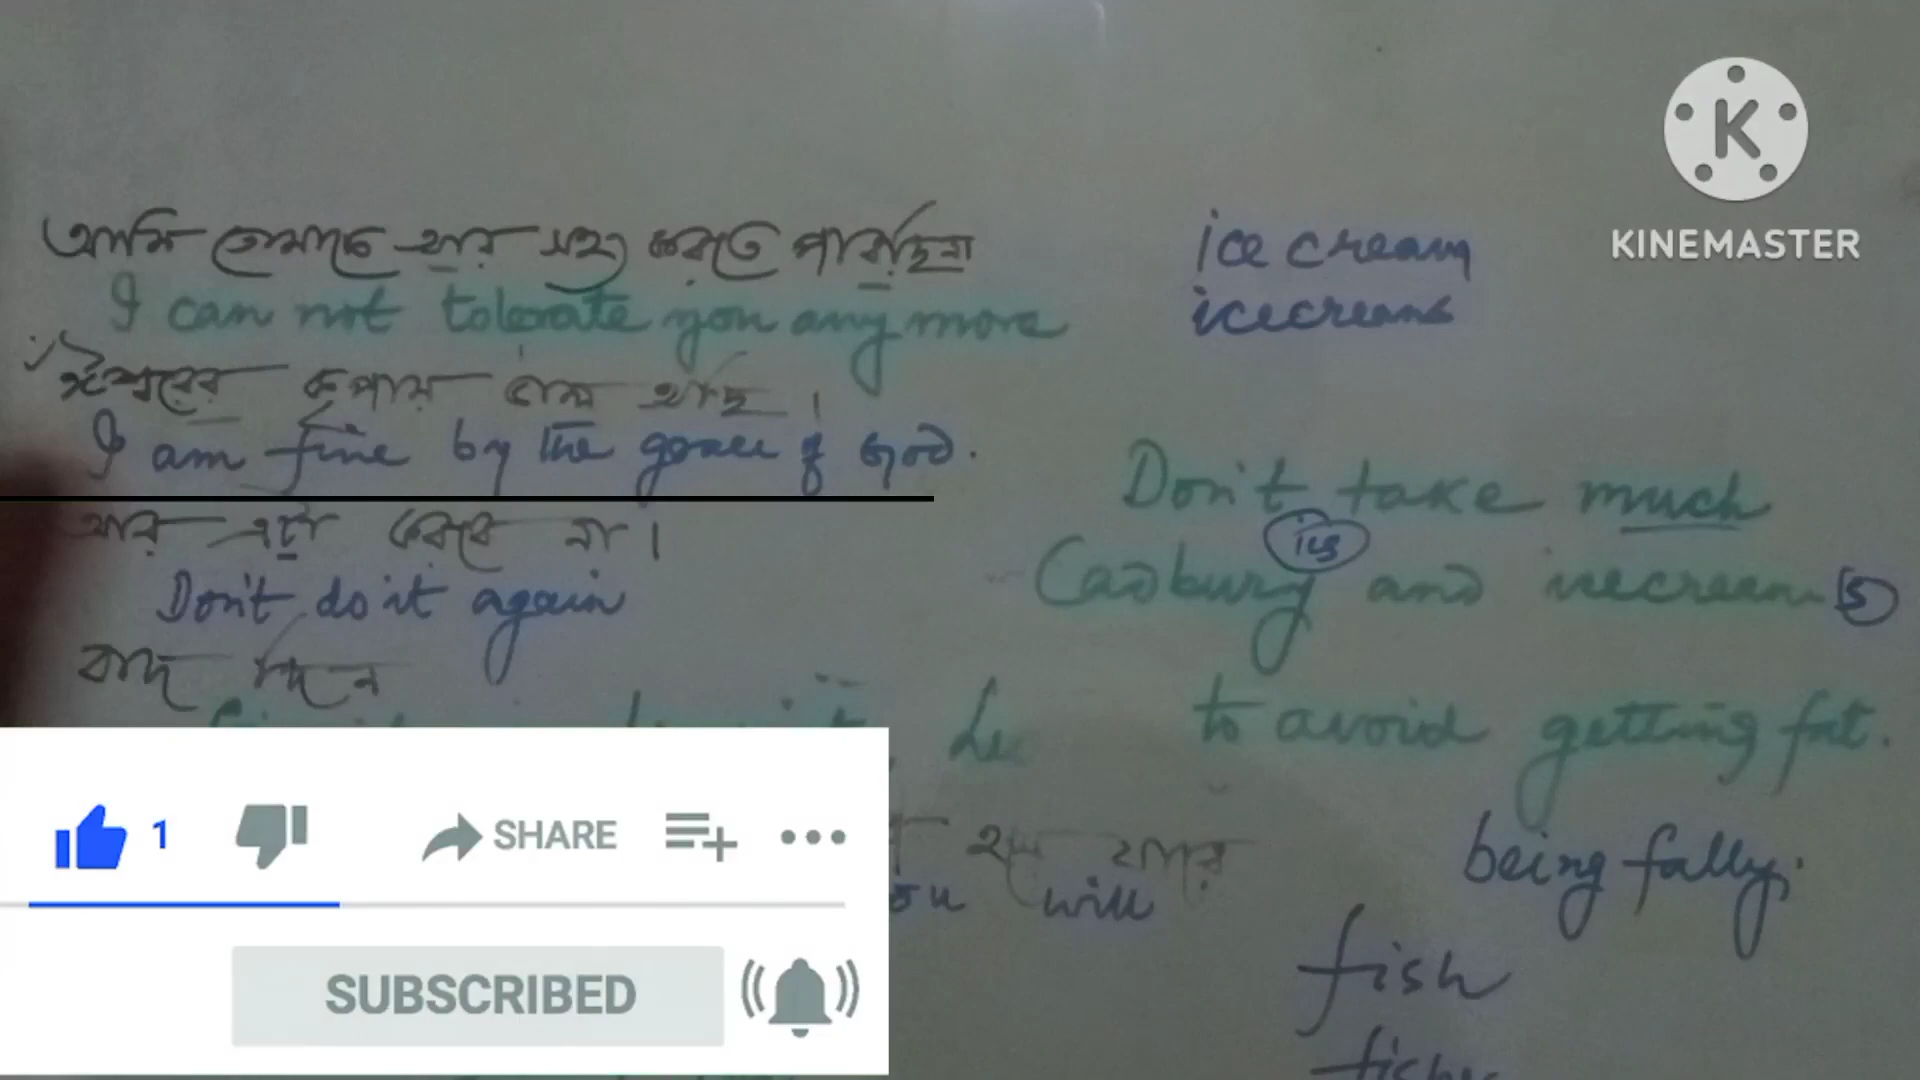 আমি তোমাকে আর সহ্য করতে পারছিনা
I can not tolerate you any more
ঈশ্বরের কৃপায় ভাল আছি।
I am fine by the grace of God.
আর এটা করবে না।
Don't do it again
বাদ দিন
ice cream
icecreams
Don't take much
Cadbury and icecream s
ies
to avoid getting fat.
being fatty.
will
fish
KINEMASTER
1
SHARE
SUBSCRIBED